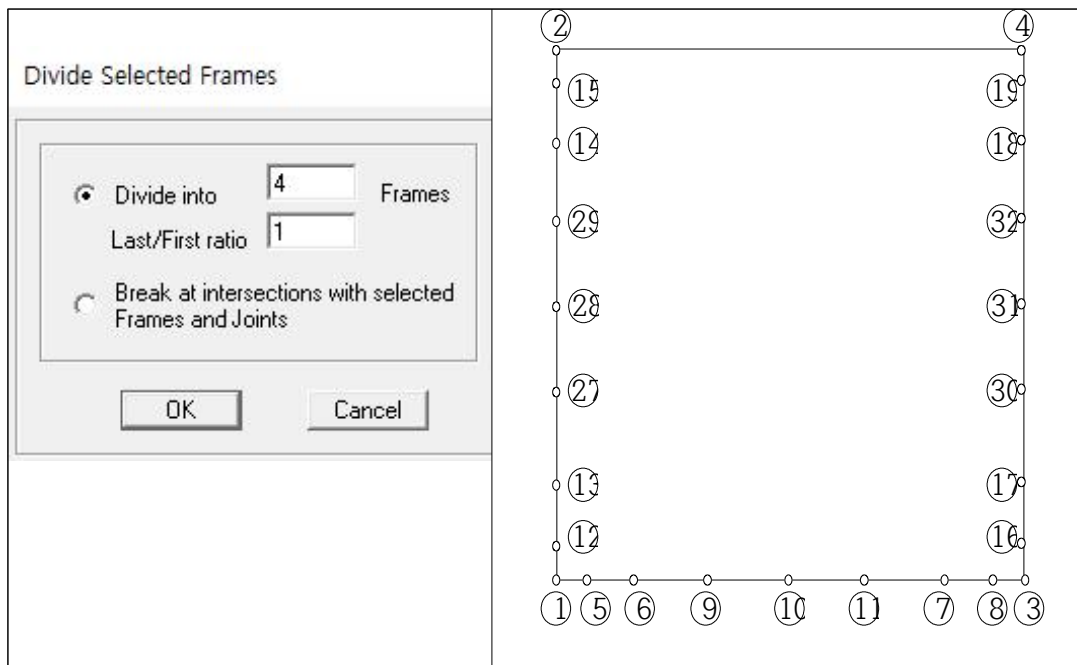 Divide Selected Frames
Divide into 4 Frames
Last/First ratio 1
Break at intersections with selected
Frames and Joints
OK Cancel
2 4
15 19
14 18
29 32
28 31
27 30
13 17
12 16
1 5 6 9 10 11 7 8 3